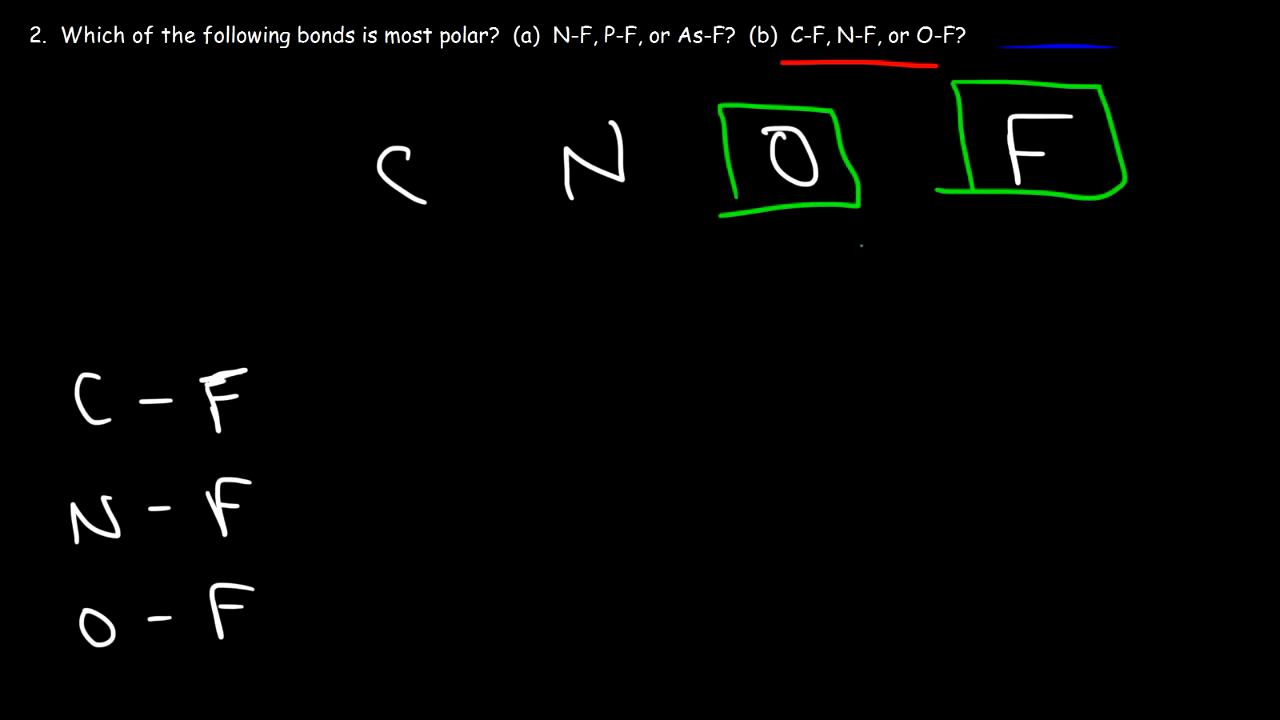 2. Which of the following bonds is most polar? (a) N-F, P-F, or As-F? (b) C-F, N-F, or O-F?
C N O F
C - F
N - F
O - F